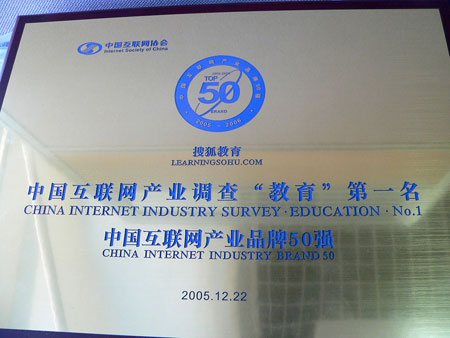 中国互联网协会
Internet Society of China
TOP
50
BRAND
2005 - 2006
搜狐教育
LEARNINGSOHU.COM
中国互联网产业调查“教育”第一名
CHINA INTERNET INDUSTRY SURVEY·EDUCATION·No.1
中国互联网产业品牌50强
CHINA INTERNET INDUSTRY BRAND 50
2005.12.22